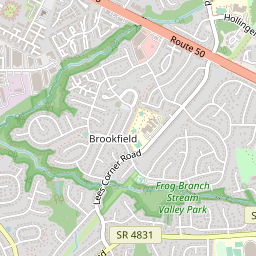 Route 50
Hollinger
Brookfield
Lees Corner Road
Frog Branch
Stream
Valley Park
SR 4831
S